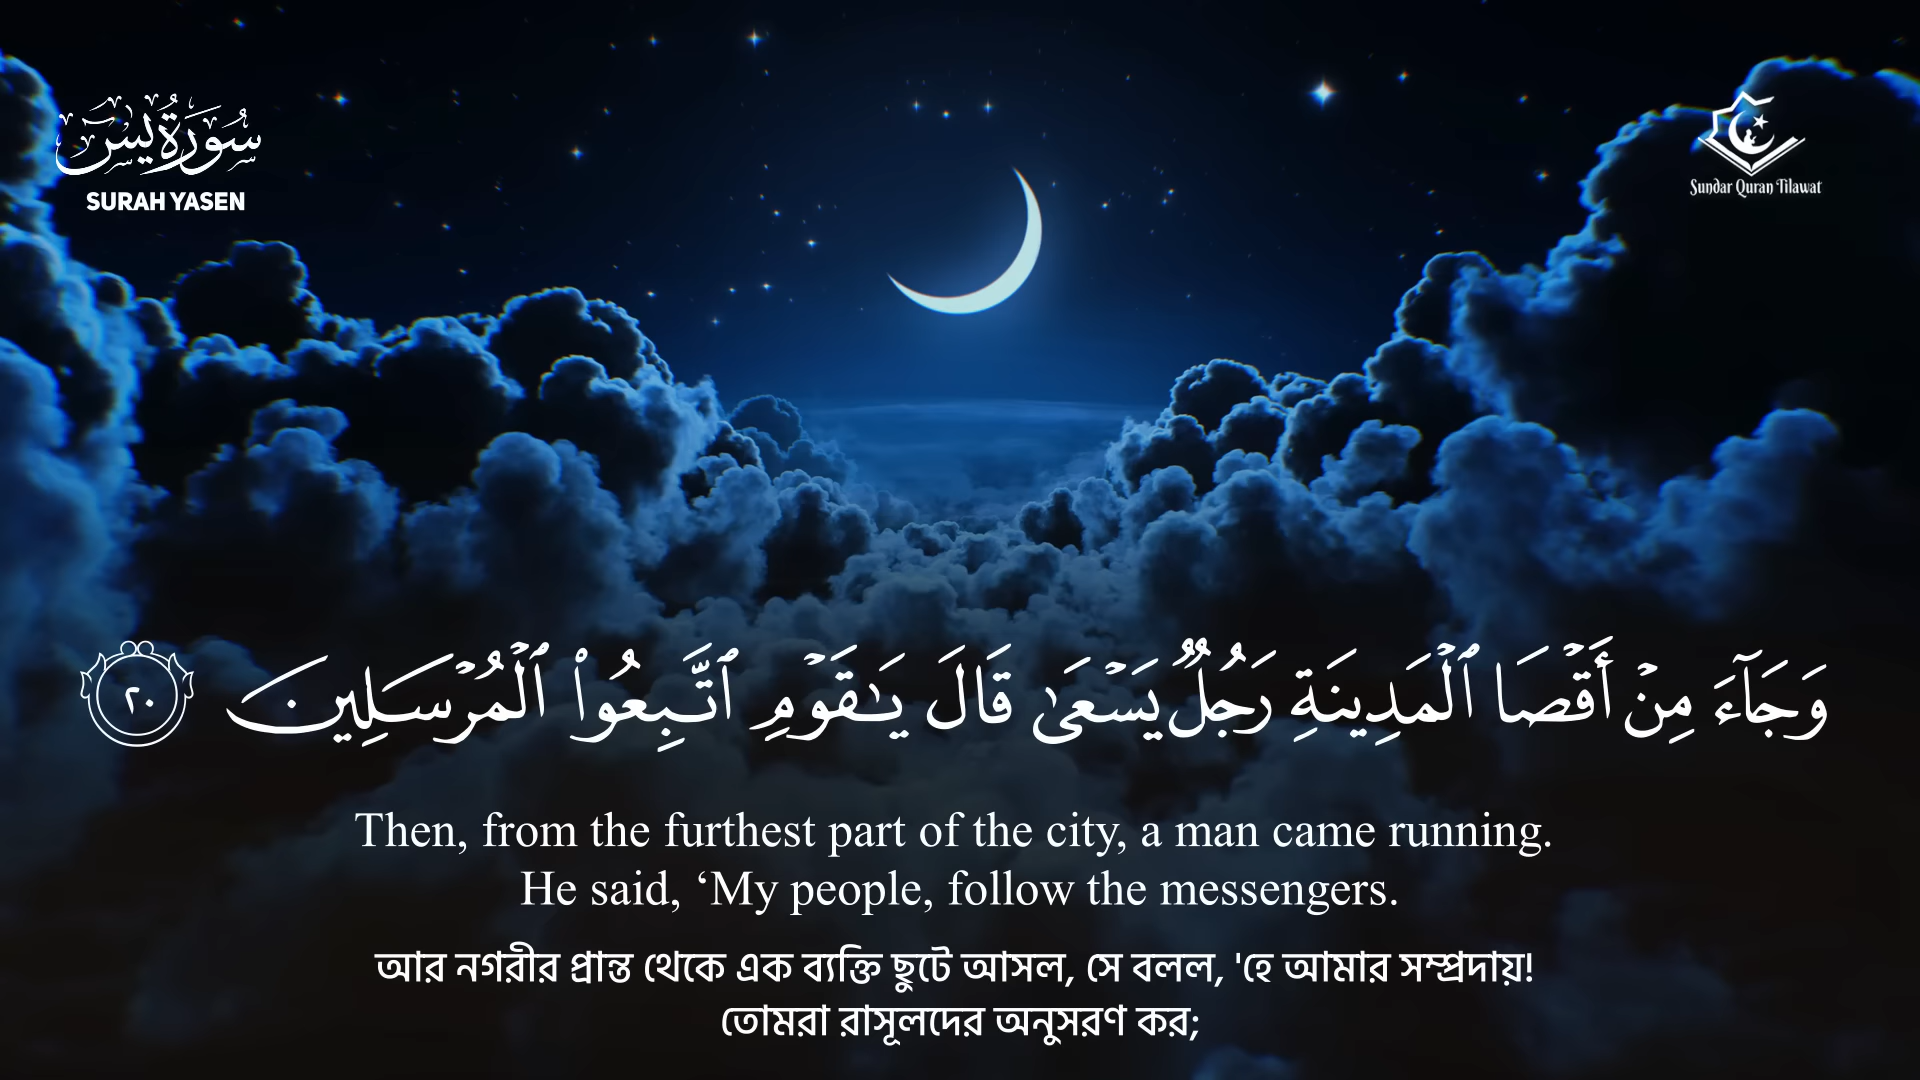 سُورَةُ يس
SURAH YASEN
Sundar Quran Tilawat
وَجَآءَ مِنْ أَقْصَا ٱلْمَدِينَةِ رَجُلٌۭ يَسْعَىٰ قَالَ يَـٰقَوْمِ ٱتَّبِعُوا۟ ٱلْمُرْسَلِينَ ٢٠
Then, from the furthest part of the city, a man came running.
He said, ‘My people, follow the messengers.
আর নগরীর প্রান্ত থেকে এক ব্যক্তি ছুটে আসল, সে বলল, 'হে আমার সম্প্রদায়!
তোমরা রাসূলদের অনুসরণ কর;